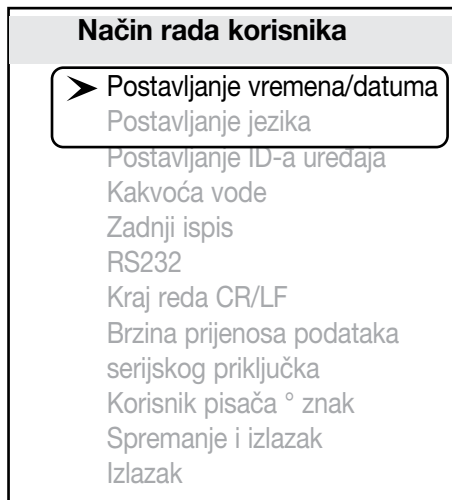 Način rada korisnika
➤ Postavljanje vremena/datuma
Postavljanje jezika
Postavljanje ID-a uređaja
Kakvoća vode
Zadnji ispis
RS232
Kraj reda CR/LF
Brzina prijenosa podataka
serijskog priključka
Korisnik pisača ° znak
Spremanje i izlazak
Izlazak